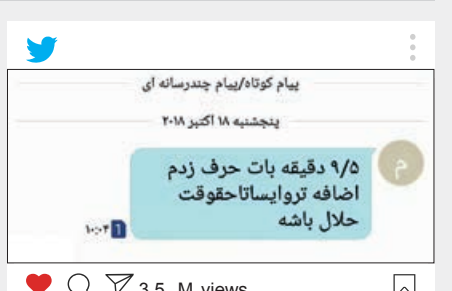 پیام کوتاه/پیام چندرسانه ای
پنجشنبه ۱۸ اکتبر ۲۰۱۸
م
۹/۵ دقیقه بات حرف زدم
اضافه تروایساتاحقوقت
حلال باشه
۱۰:۰۴
1
3.5 M views